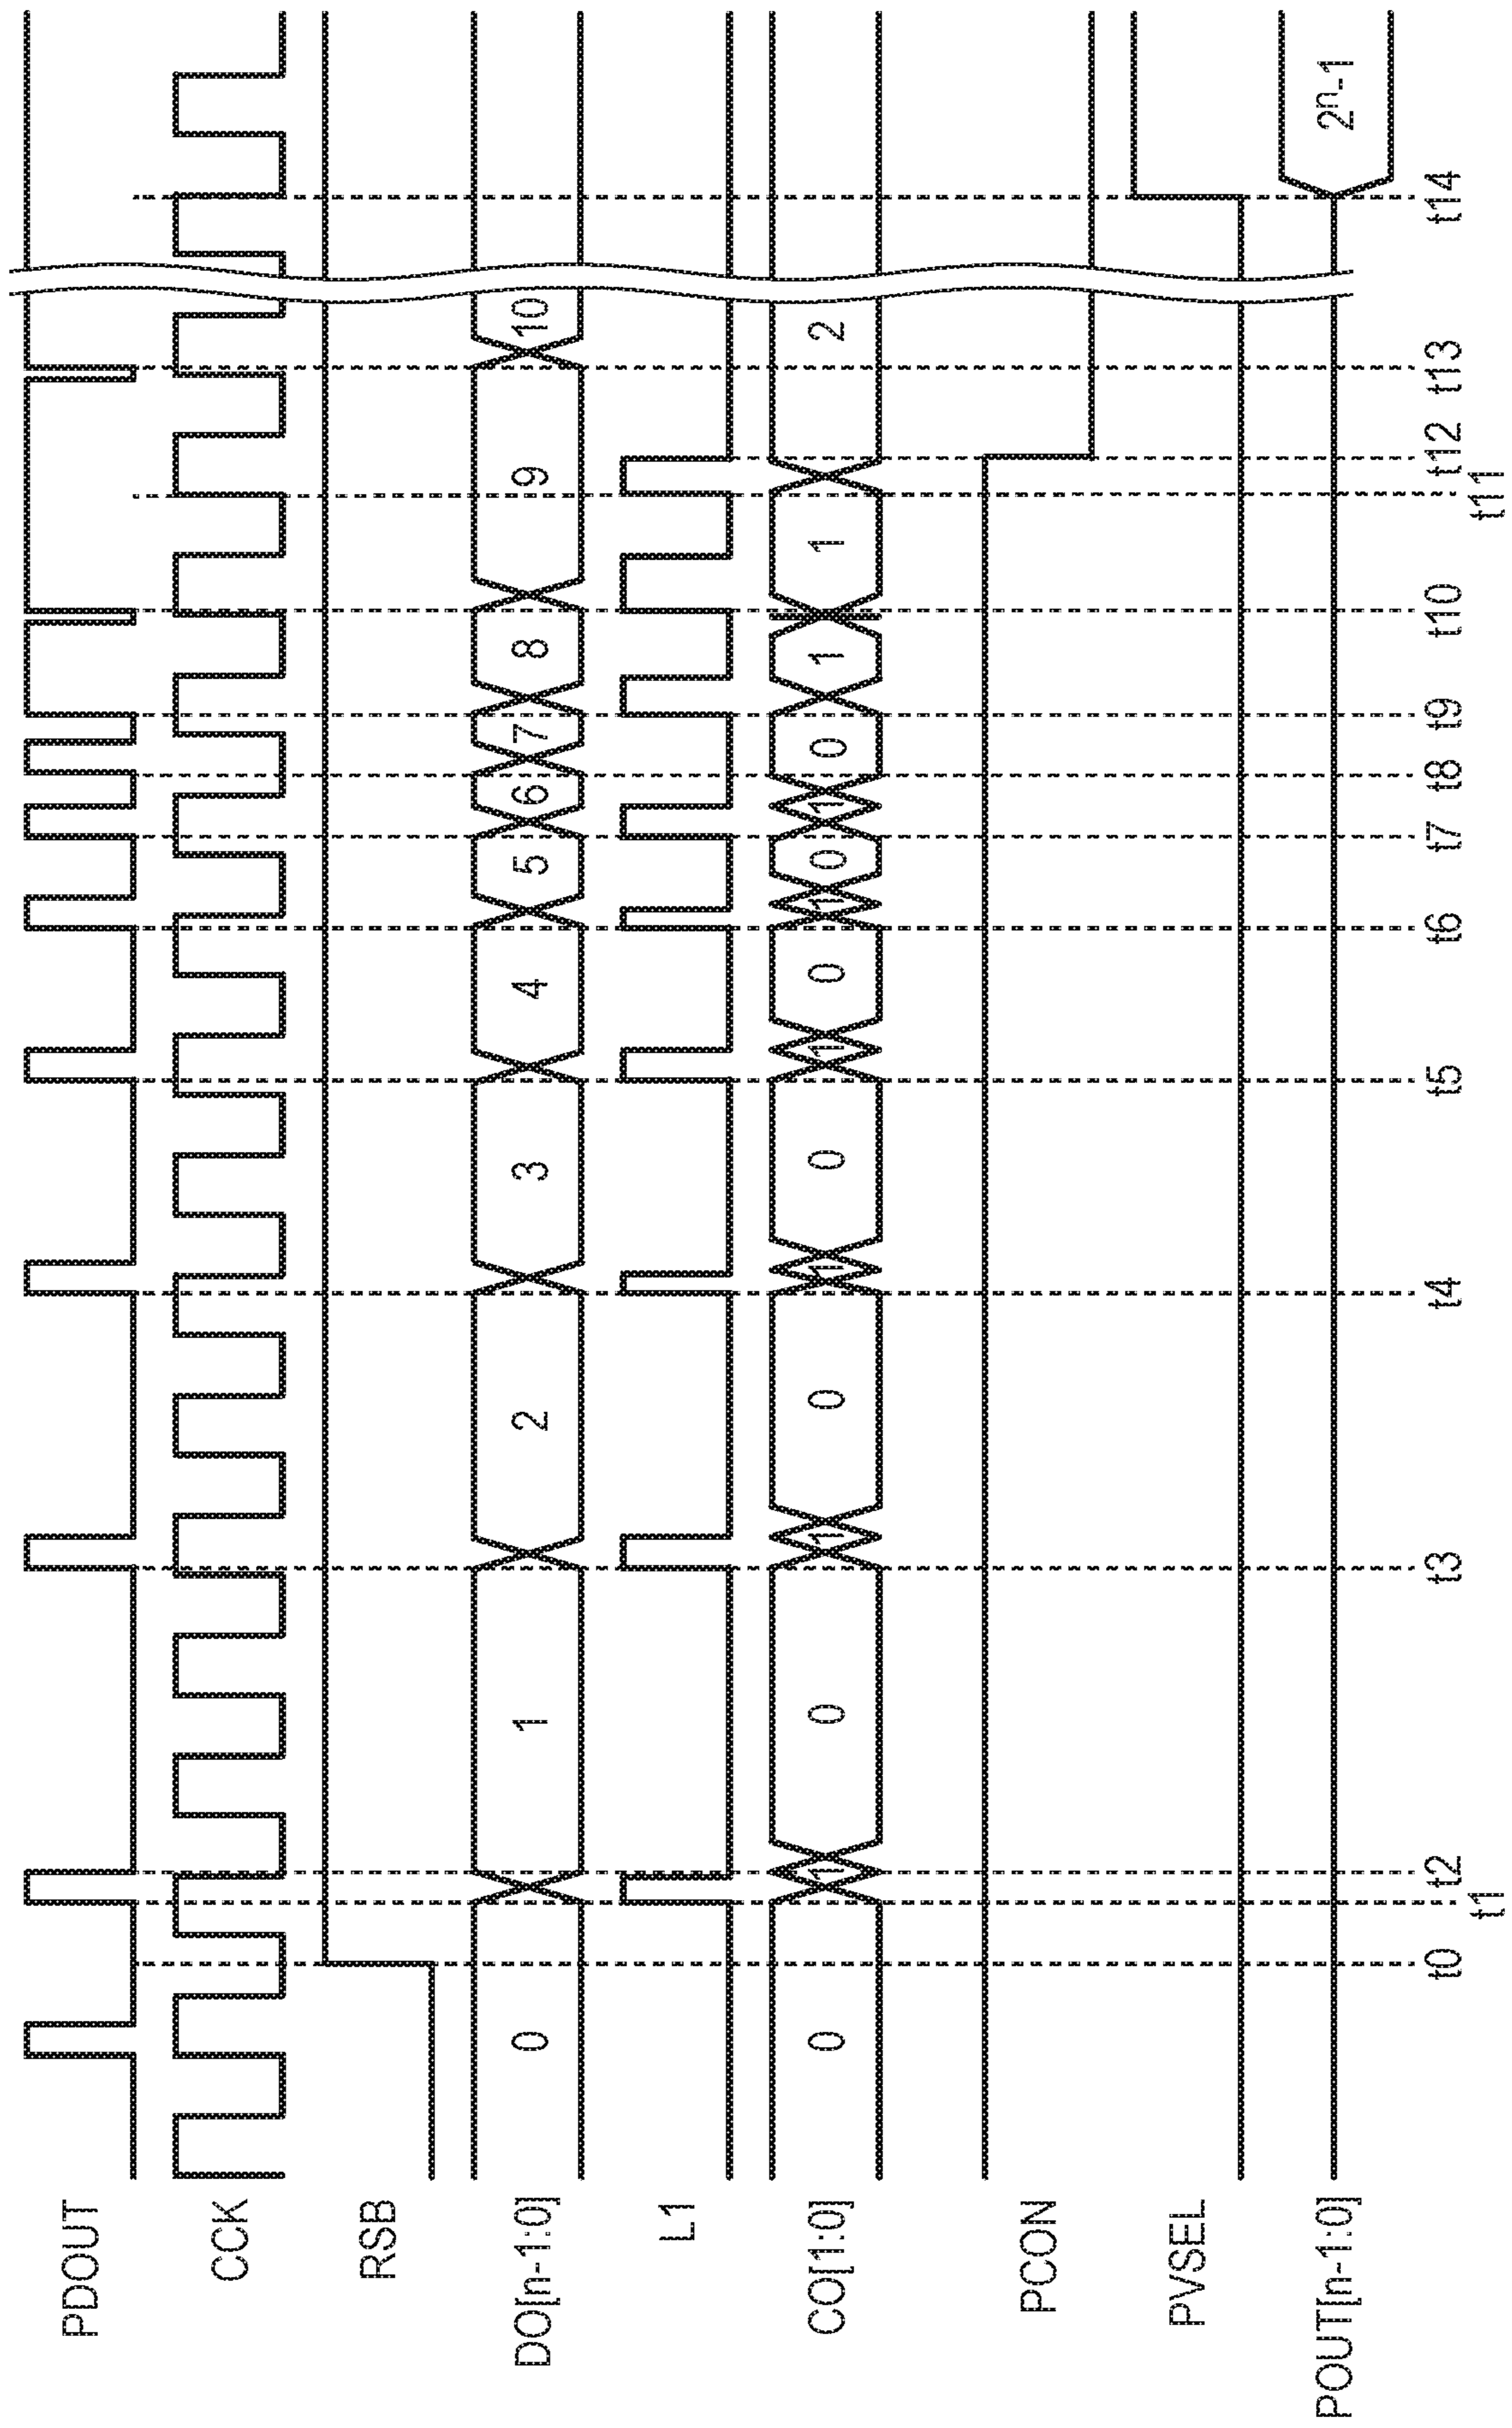 PDOUT
CCK
RSB
DO[n-1:0] 0 1 2 3 4 5 6 7 8 9 10
L1
CO[1:0] 0 1 0 1 0 1 0 1 0 1 0 1 0 1 1 2
PCON
PVSEL
POUT[n-1:0] 2ⁿ-1
t0 t1 t2 t3 t4 t5 t6 t7 t8 t9 t10 t11 t12 t13 t14